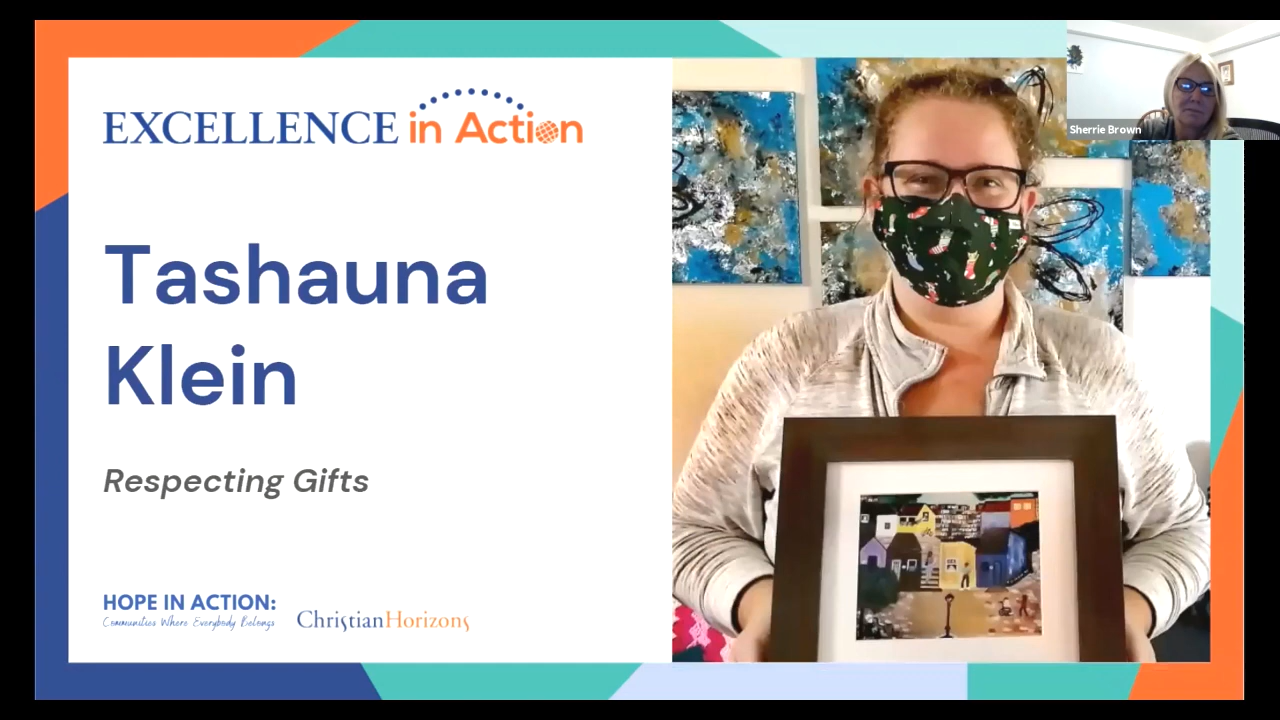 EXCELLENCE in Action
Tashauna
Klein
Respecting Gifts
HOPE IN ACTION:
Communities Where Everybody Belongs
ChristianHorizons
Sherrie Brown